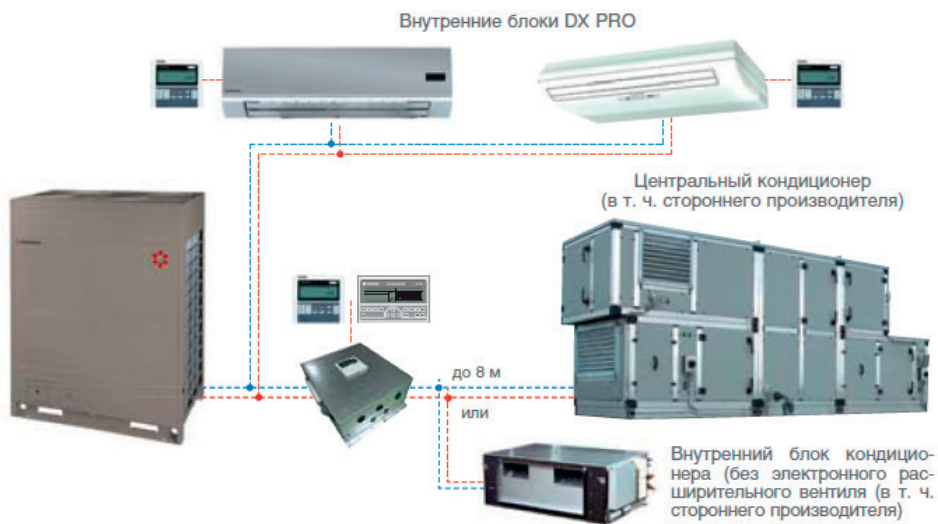 Внутренние блоки DX PRO
Центральный кондиционер
(в т. ч. стороннего производителя)
до 8 м
или
Внутренний блок кондицио-
нера (без электронного рас-
ширительного вентиля (в т. ч.
стороннего производителя)